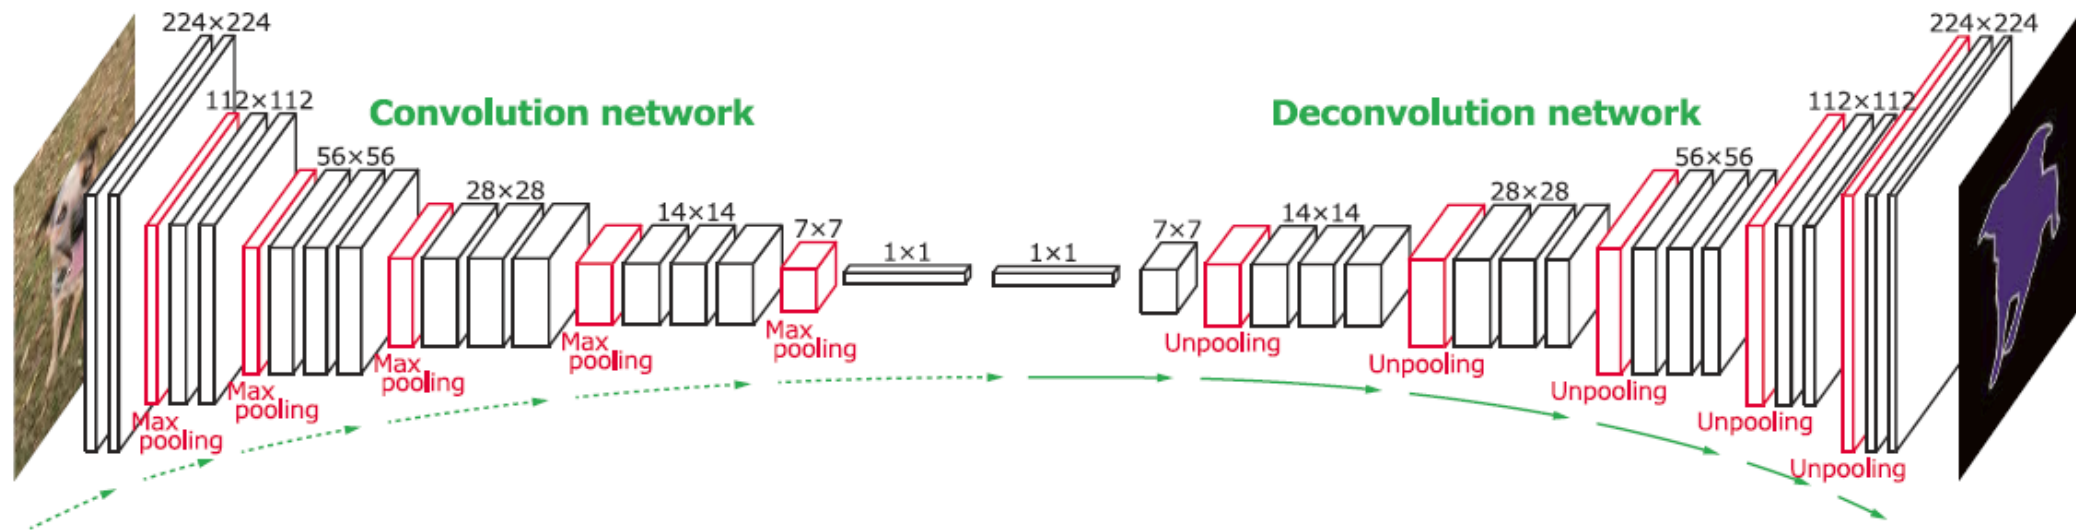 224×224
112×112
Convolution network
56×56
28×28
14×14
7×7
1×1
1×1
7×7
14×14
28×28
56×56
112×112
224×224
Deconvolution network
Max
pooling
Max
pooling
Max
pooling
Max
pooling
Max
pooling
Unpooling
Unpooling
Unpooling
Unpooling
Unpooling